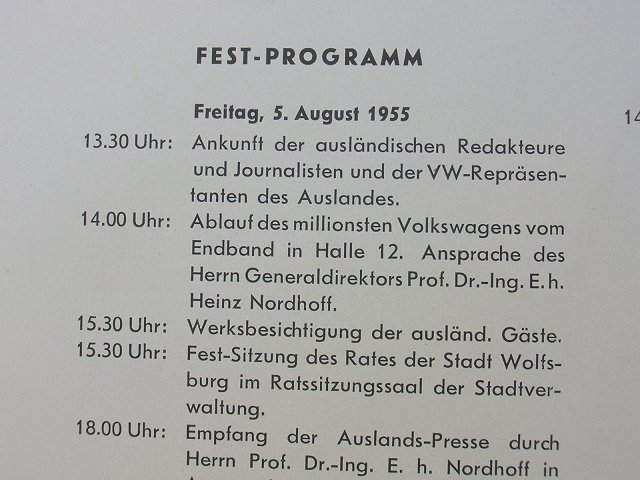 FEST-PROGRAMM
Freitag, 5. August 1955
13.30 Uhr: Ankunft der ausländischen Redakteure
und Journalisten und der VW-Repräsen-
tanten des Auslandes.
14.00 Uhr: Ablauf des millionsten Volkswagens vom
Endband in Halle 12. Ansprache des
Herrn Generaldirektors Prof. Dr.-Ing. E. h.
Heinz Nordhoff.
15.30 Uhr: Werksbesichtigung der ausländ. Gäste.
15.30 Uhr: Fest-Sitzung des Rates der Stadt Wolfs-
burg im Ratssitzungssaal der Stadtver-
waltung.
18.00 Uhr: Empfang der Auslands-Presse durch
Herrn Prof. Dr.-Ing. E. h. Nordhoff in
14